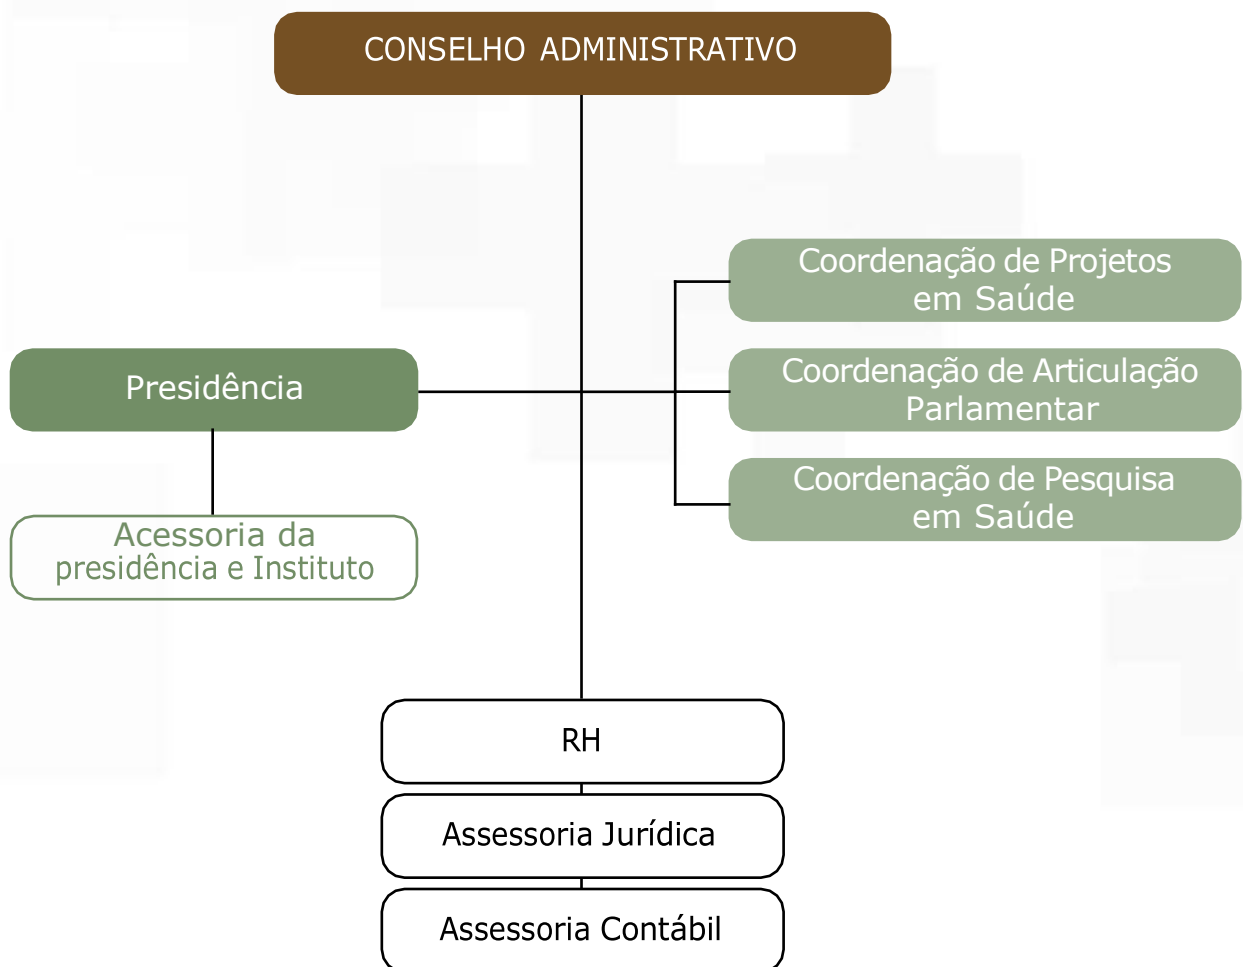 CONSELHO ADMINISTRATIVO
Coordenação de Projetos
em Saúde
Presidência
Coordenação de Articulação
Parlamentar
Coordenação de Pesquisa
em Saúde
Acessoria da
presidência e Instituto
RH
Assessoria Jurídica
Assessoria Contábil